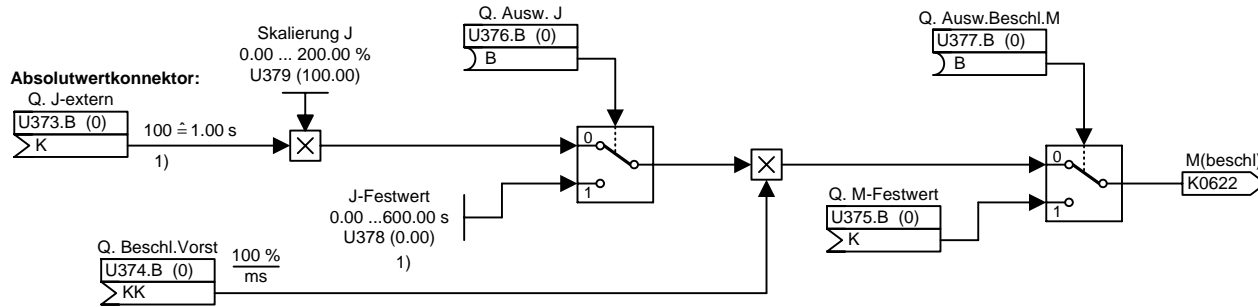 Absolutwertkonnektor:
Q. J-extern
U373.B (0)
K
100 ≙ 1.00 s
1)
Skalierung J
0.00 ... 200.00 %
U379 (100.00)
Q. Ausw. J
U376.B (0)
B
0
1
J-Festwert
0.00 ...600.00 s
U378 (0.00)
1)
Q. Beschl.Vorst
U374.B (0)
KK
100 %
ms
Q. Ausw.Beschl.M
U377.B (0)
B
Q. M-Festwert
U375.B (0)
K
0
1
M(beschl)
K0622